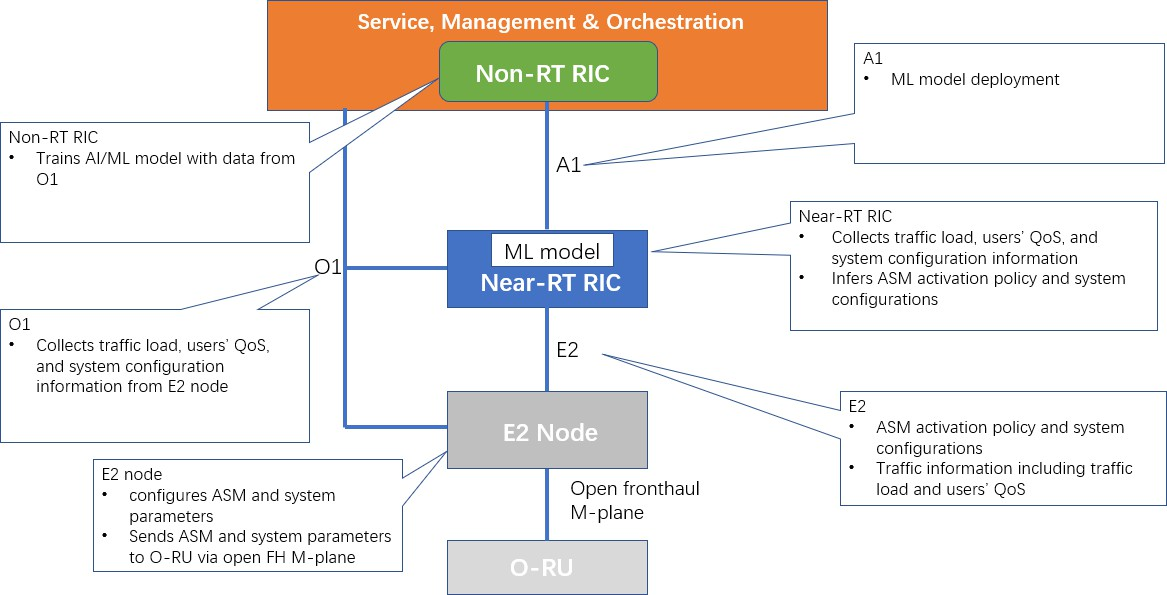 Service, Management & Orchestration
Non-RT RIC
A1
• ML model deployment
Non-RT RIC
• Trains AI/ML model with data from
O1
A1
Near-RT RIC
• Collects traffic load, users’ QoS, and
system configuration information
• Infers ASM activation policy and system
configurations
ML model
Near-RT RIC
O1
O1
• Collects traffic load, users’ QoS,
and system configuration
information from E2 node
E2
E2
• ASM activation policy and system
configurations
• Traffic information including traffic
load and users’ QoS
E2 Node
E2 node
• configures ASM and system
parameters
• Sends ASM and system parameters
to O-RU via open FH M-plane
Open fronthaul
M-plane
O-RU